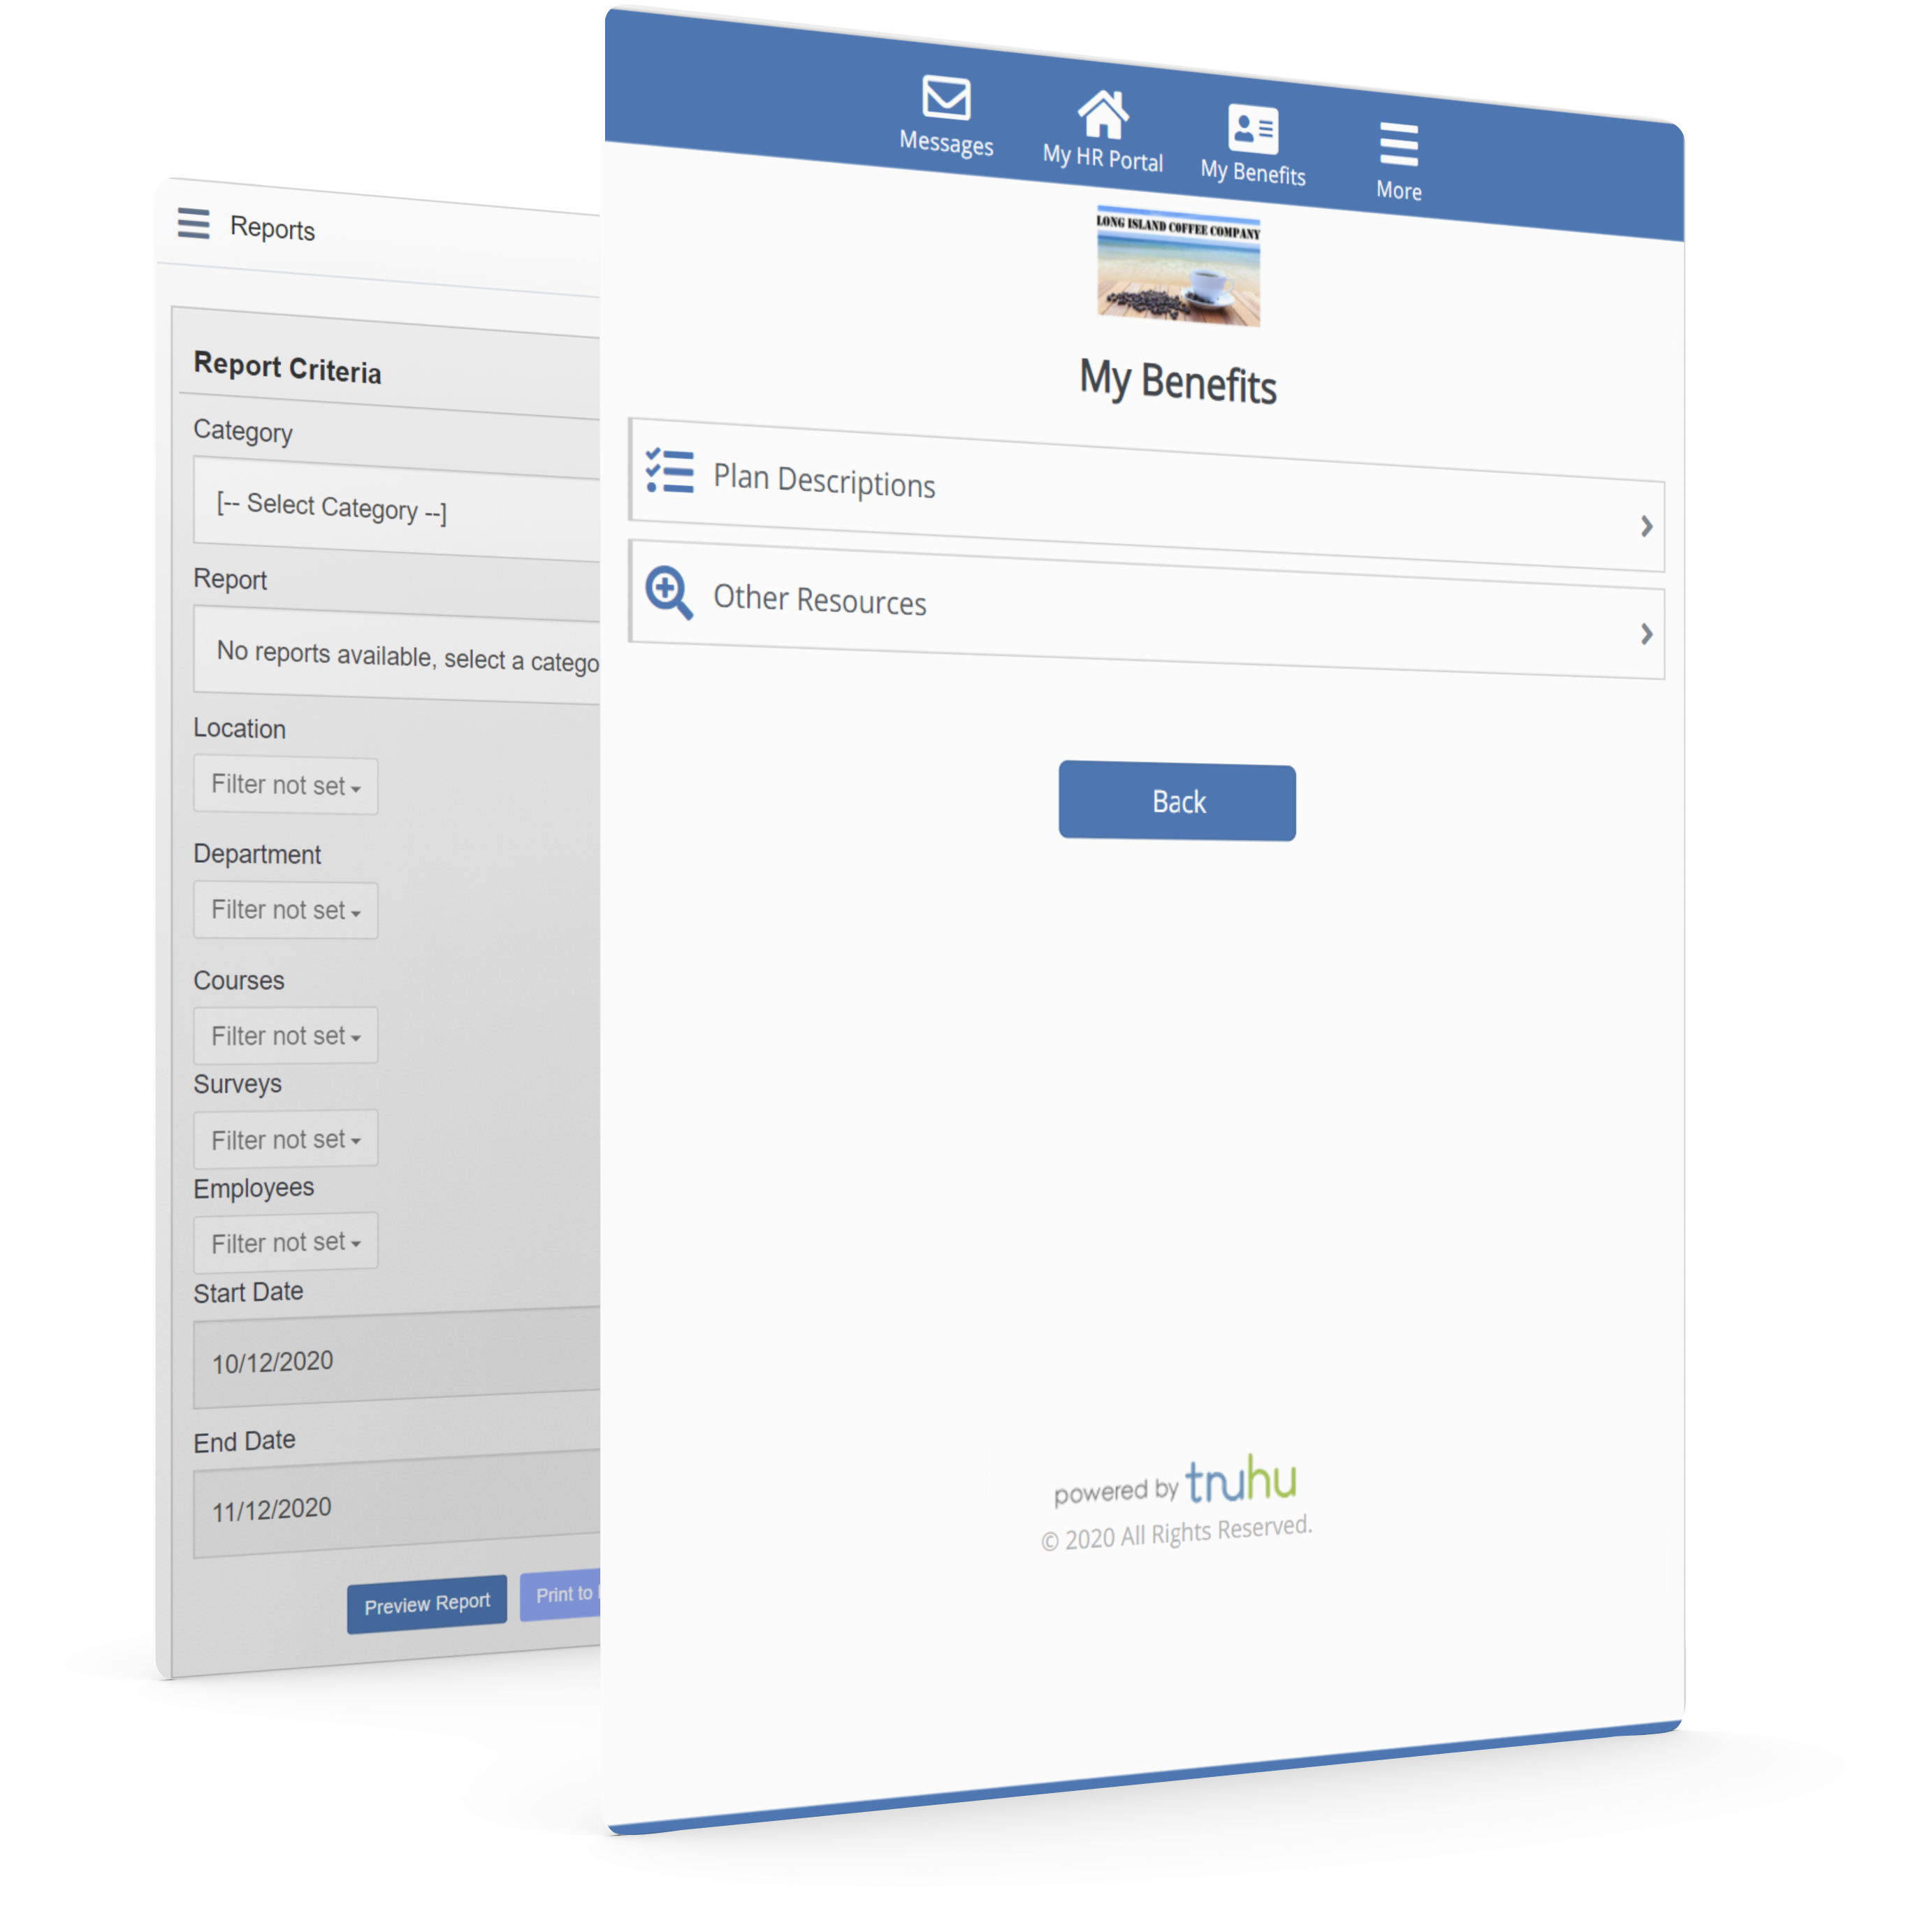 Reports
Report Criteria
Category
[-- Select Category --]
Report
No reports available, select a
Location
Filter not set
Department
Filter not set
Courses
Filter not set
Surveys
Filter not set
Employees
Filter not set
Start Date
10/12/2020
End Date
11/12/2020
Preview Report
Print to
Messages
My HR Portal
My Benefits
More
LONG ISLAND COFFEE COMPANY
My Benefits
Plan Descriptions
Other Resources
Back
powered by truhu
© 2020 All Rights Reserved.